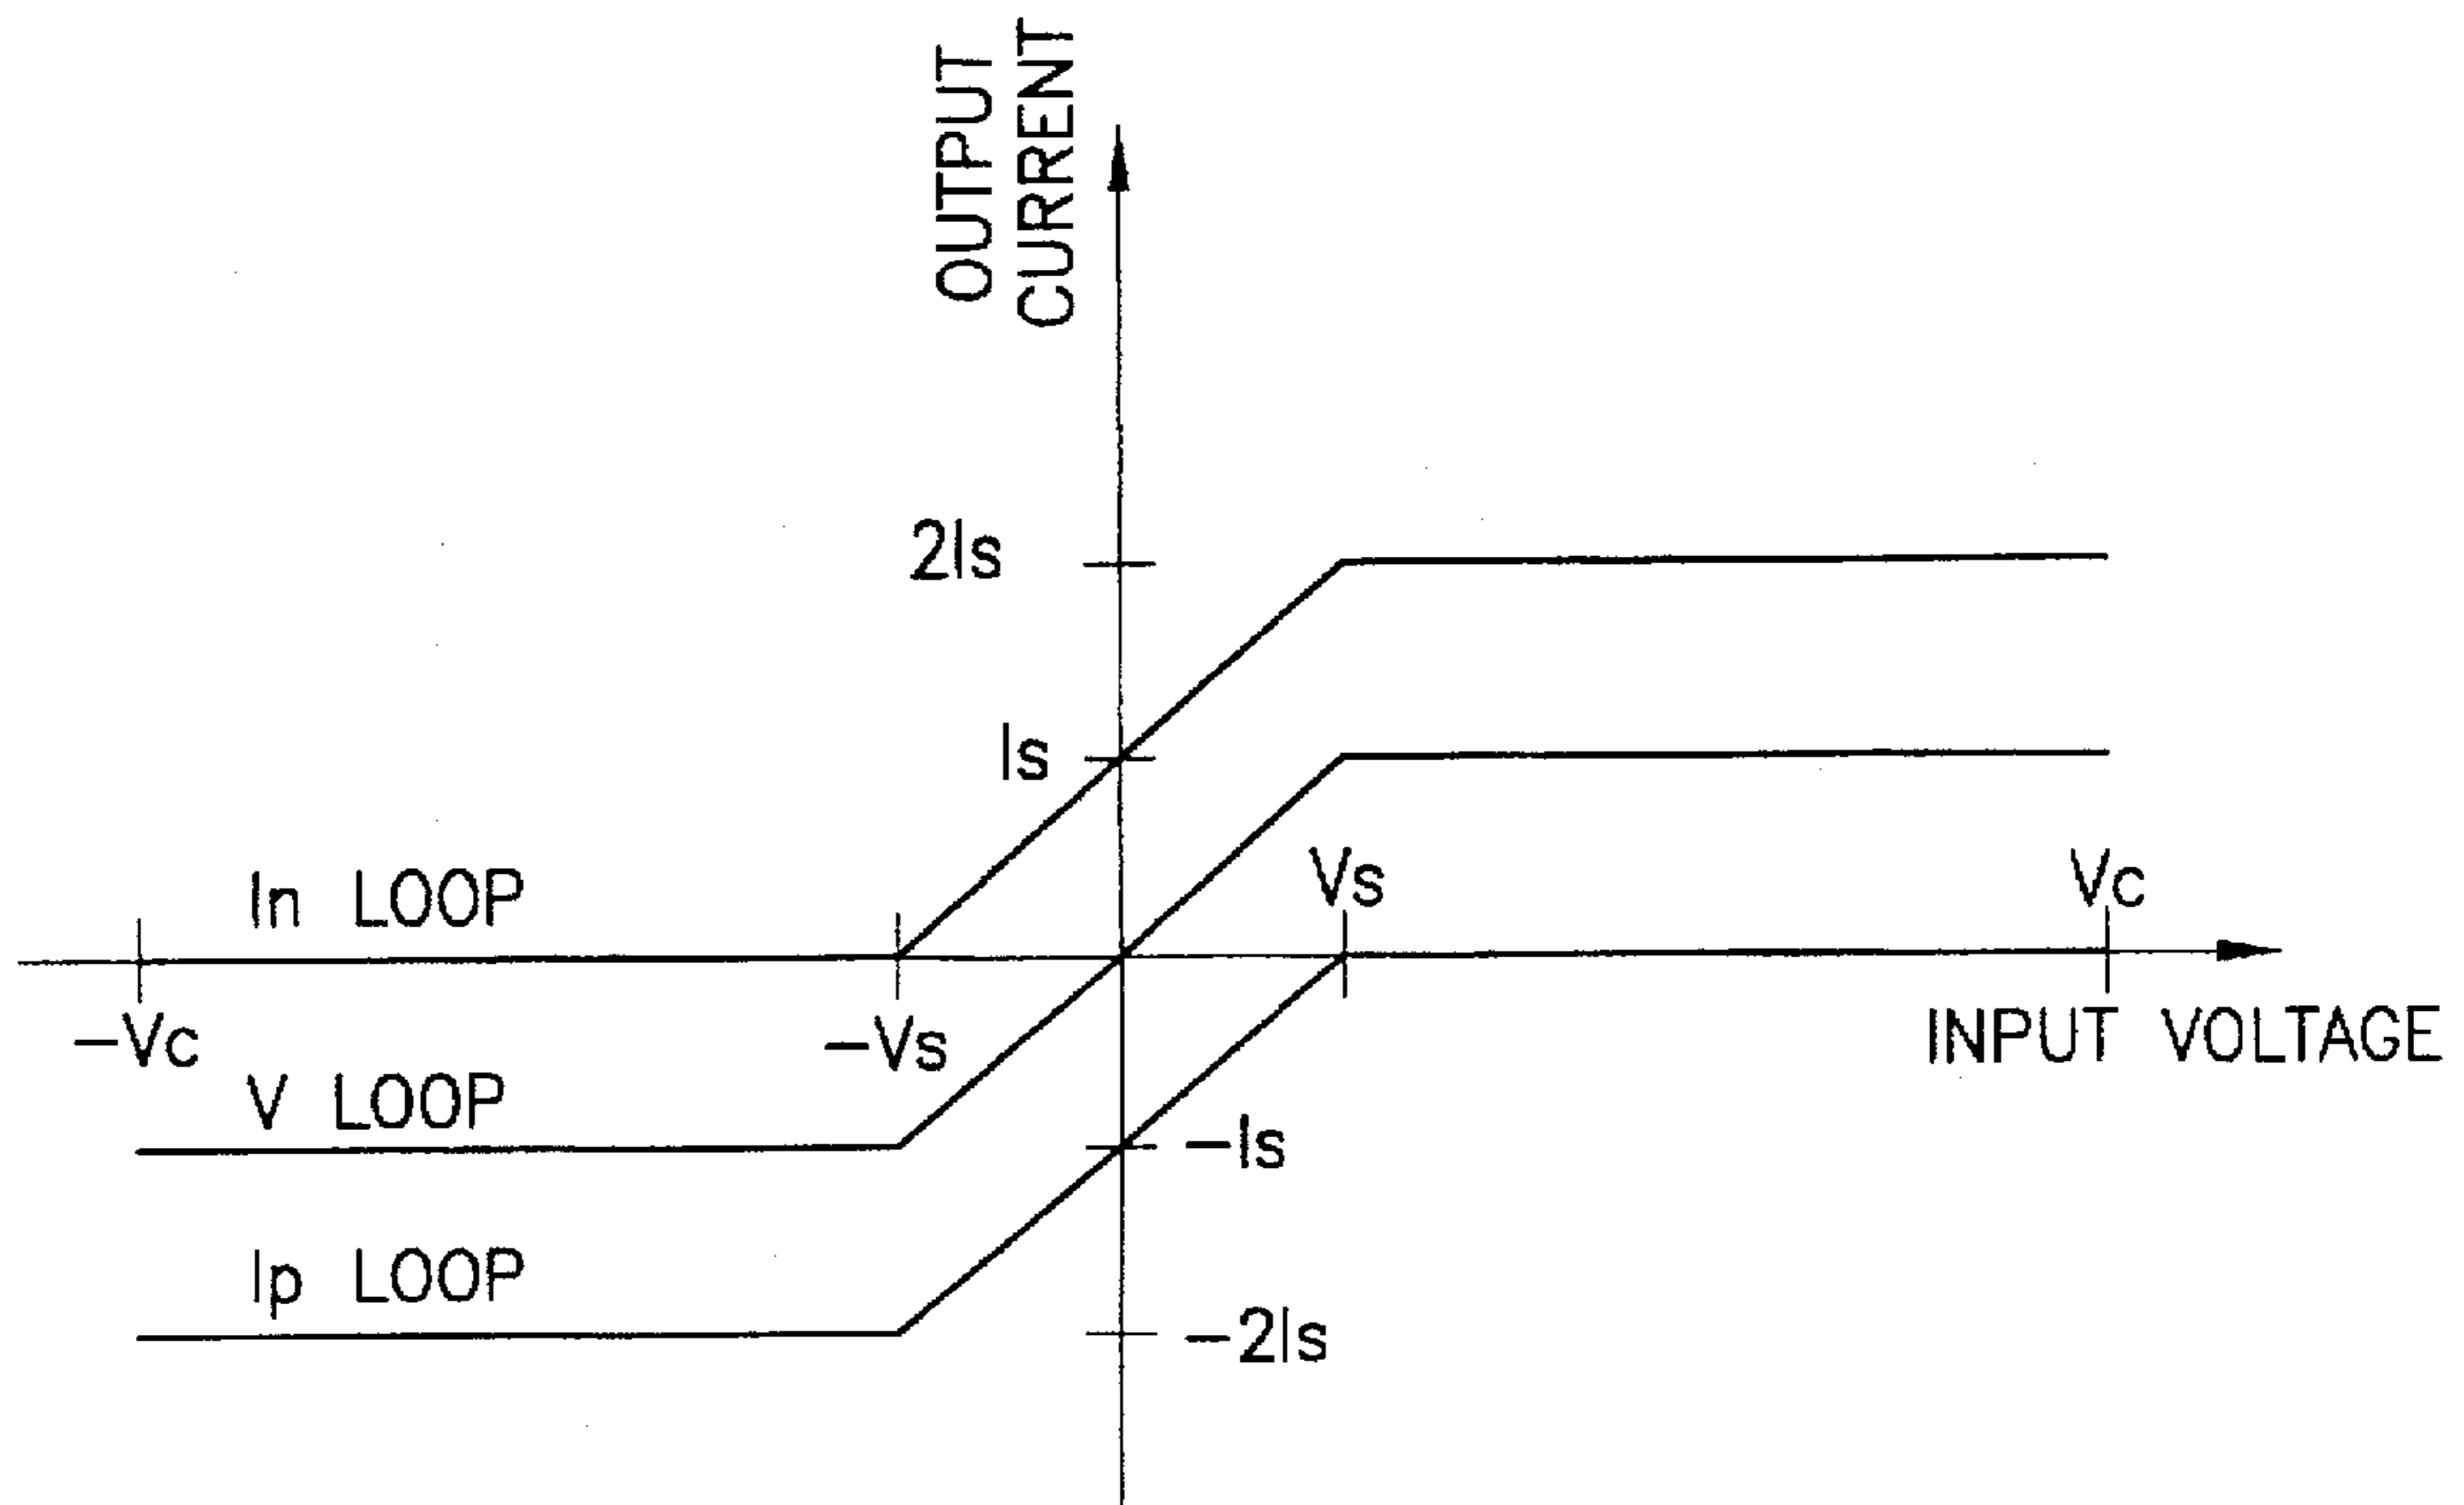 OUTPUT
CURRENT
2Is
Is
In LOOP
Vs
Vc
-Vc
-Vs
INPUT VOLTAGE
V LOOP
-Is
Ip LOOP
-2Is